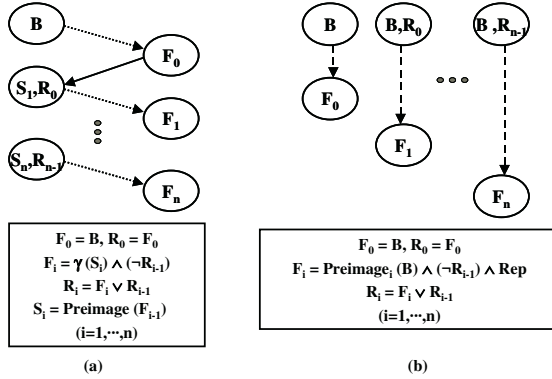 B
F₀
S₁,R₀
F₁
Sₙ,Rₙ₋₁
Fₙ
F₀ = B, R₀ = F₀
Fᵢ = γ (Sᵢ) ∧ (¬Rᵢ₋₁)
Rᵢ = Fᵢ ∨ Rᵢ₋₁
Sᵢ = Preimage (Fᵢ₋₁)
(i=1,⋯,n)
(a)
B
B,R₀
B ,Rₙ₋₁
F₀
F₁
Fₙ
F₀ = B, R₀ = F₀
Fᵢ = Preimageᵢ (B) ∧ (¬Rᵢ₋₁) ∧ Rep
Rᵢ = Fᵢ ∨ Rᵢ₋₁
(i=1,⋯,n)
(b)